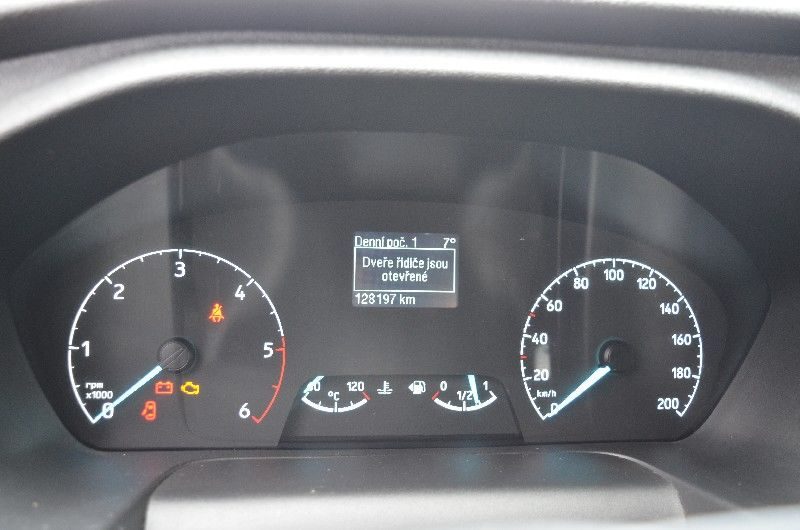 Denní poč. 1 7°
Dveře řidiče jsou
otevřené
128197 km
0 1 2 3 4 5 6
rpm
x1000
60 120
°C
0 1/2 1
0 20 40 60 80 100 120 140 160 180 200
km/h